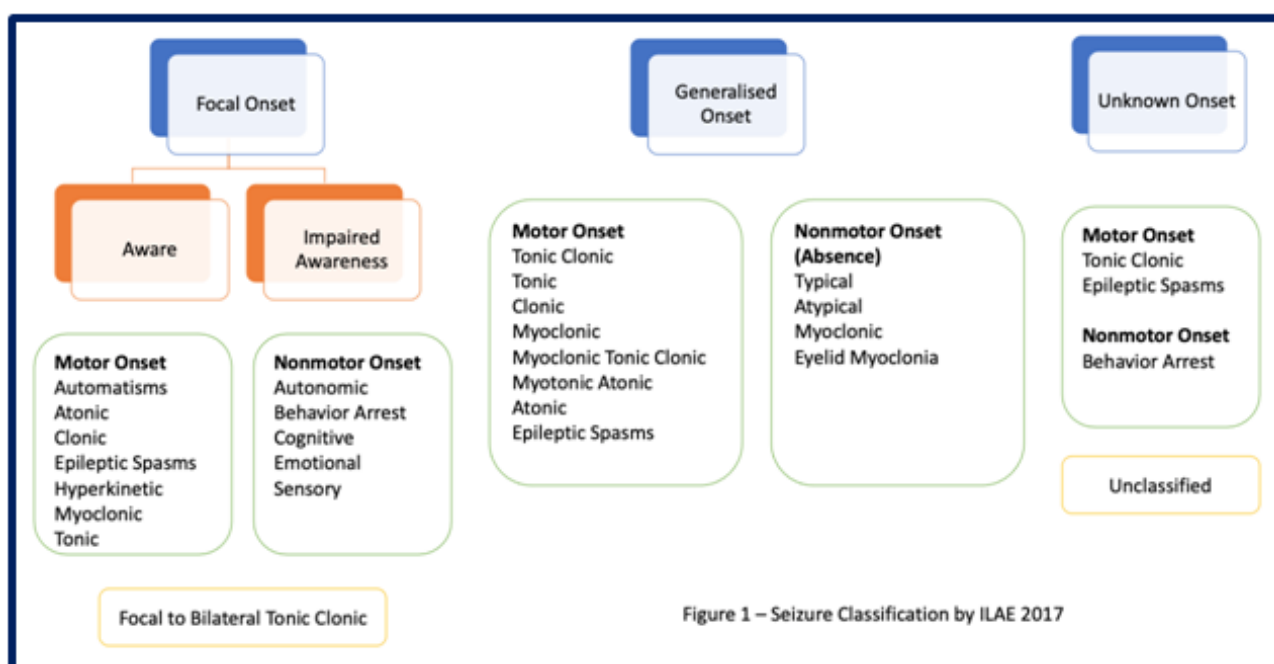 Focal Onset
Aware
Impaired
Awareness
Motor Onset
Automatisms
Atonic
Clonic
Epileptic Spasms
Hyperkinetic
Myoclonic
Tonic
Nonmotor Onset
Autonomic
Behavior Arrest
Cognitive
Emotional
Sensory
Focal to Bilateral Tonic Clonic
Generalised
Onset
Motor Onset
Tonic Clonic
Tonic
Clonic
Myoclonic
Myoclonic Tonic Clonic
Myotonic Atonic
Atonic
Epileptic Spasms
Nonmotor Onset
(Absence)
Typical
Atypical
Myoclonic
Eyelid Myoclonia
Unknown Onset
Motor Onset
Tonic Clonic
Epileptic Spasms
Nonmotor Onset
Behavior Arrest
Unclassified
Figure 1 – Seizure Classification by ILAE 2017